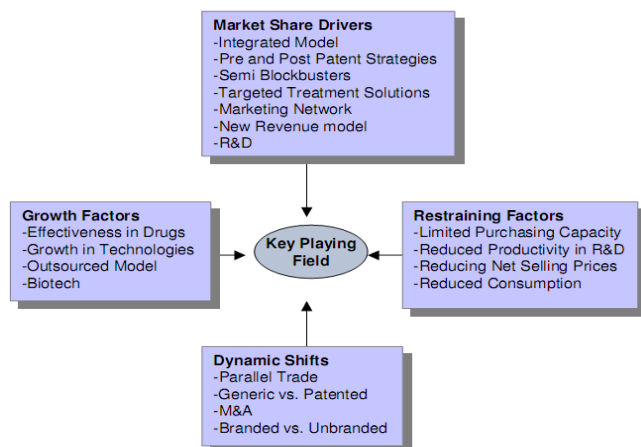 Market Share Drivers
-Integrated Model
-Pre and Post Patent Strategies
-Semi Blockbusters
-Targeted Treatment Solutions
-Marketing Network
-New Revenue model
-R&D
Growth Factors
-Effectiveness in Drugs
-Growth in Technologies
-Outsourced Model
-Biotech
Key Playing
Field
Restraining Factors
-Limited Purchasing Capacity
-Reduced Productivity in R&D
-Reducing Net Selling Prices
-Reduced Consumption
Dynamic Shifts
-Parallel Trade
-Generic vs. Patented
-M&A
-Branded vs. Unbranded